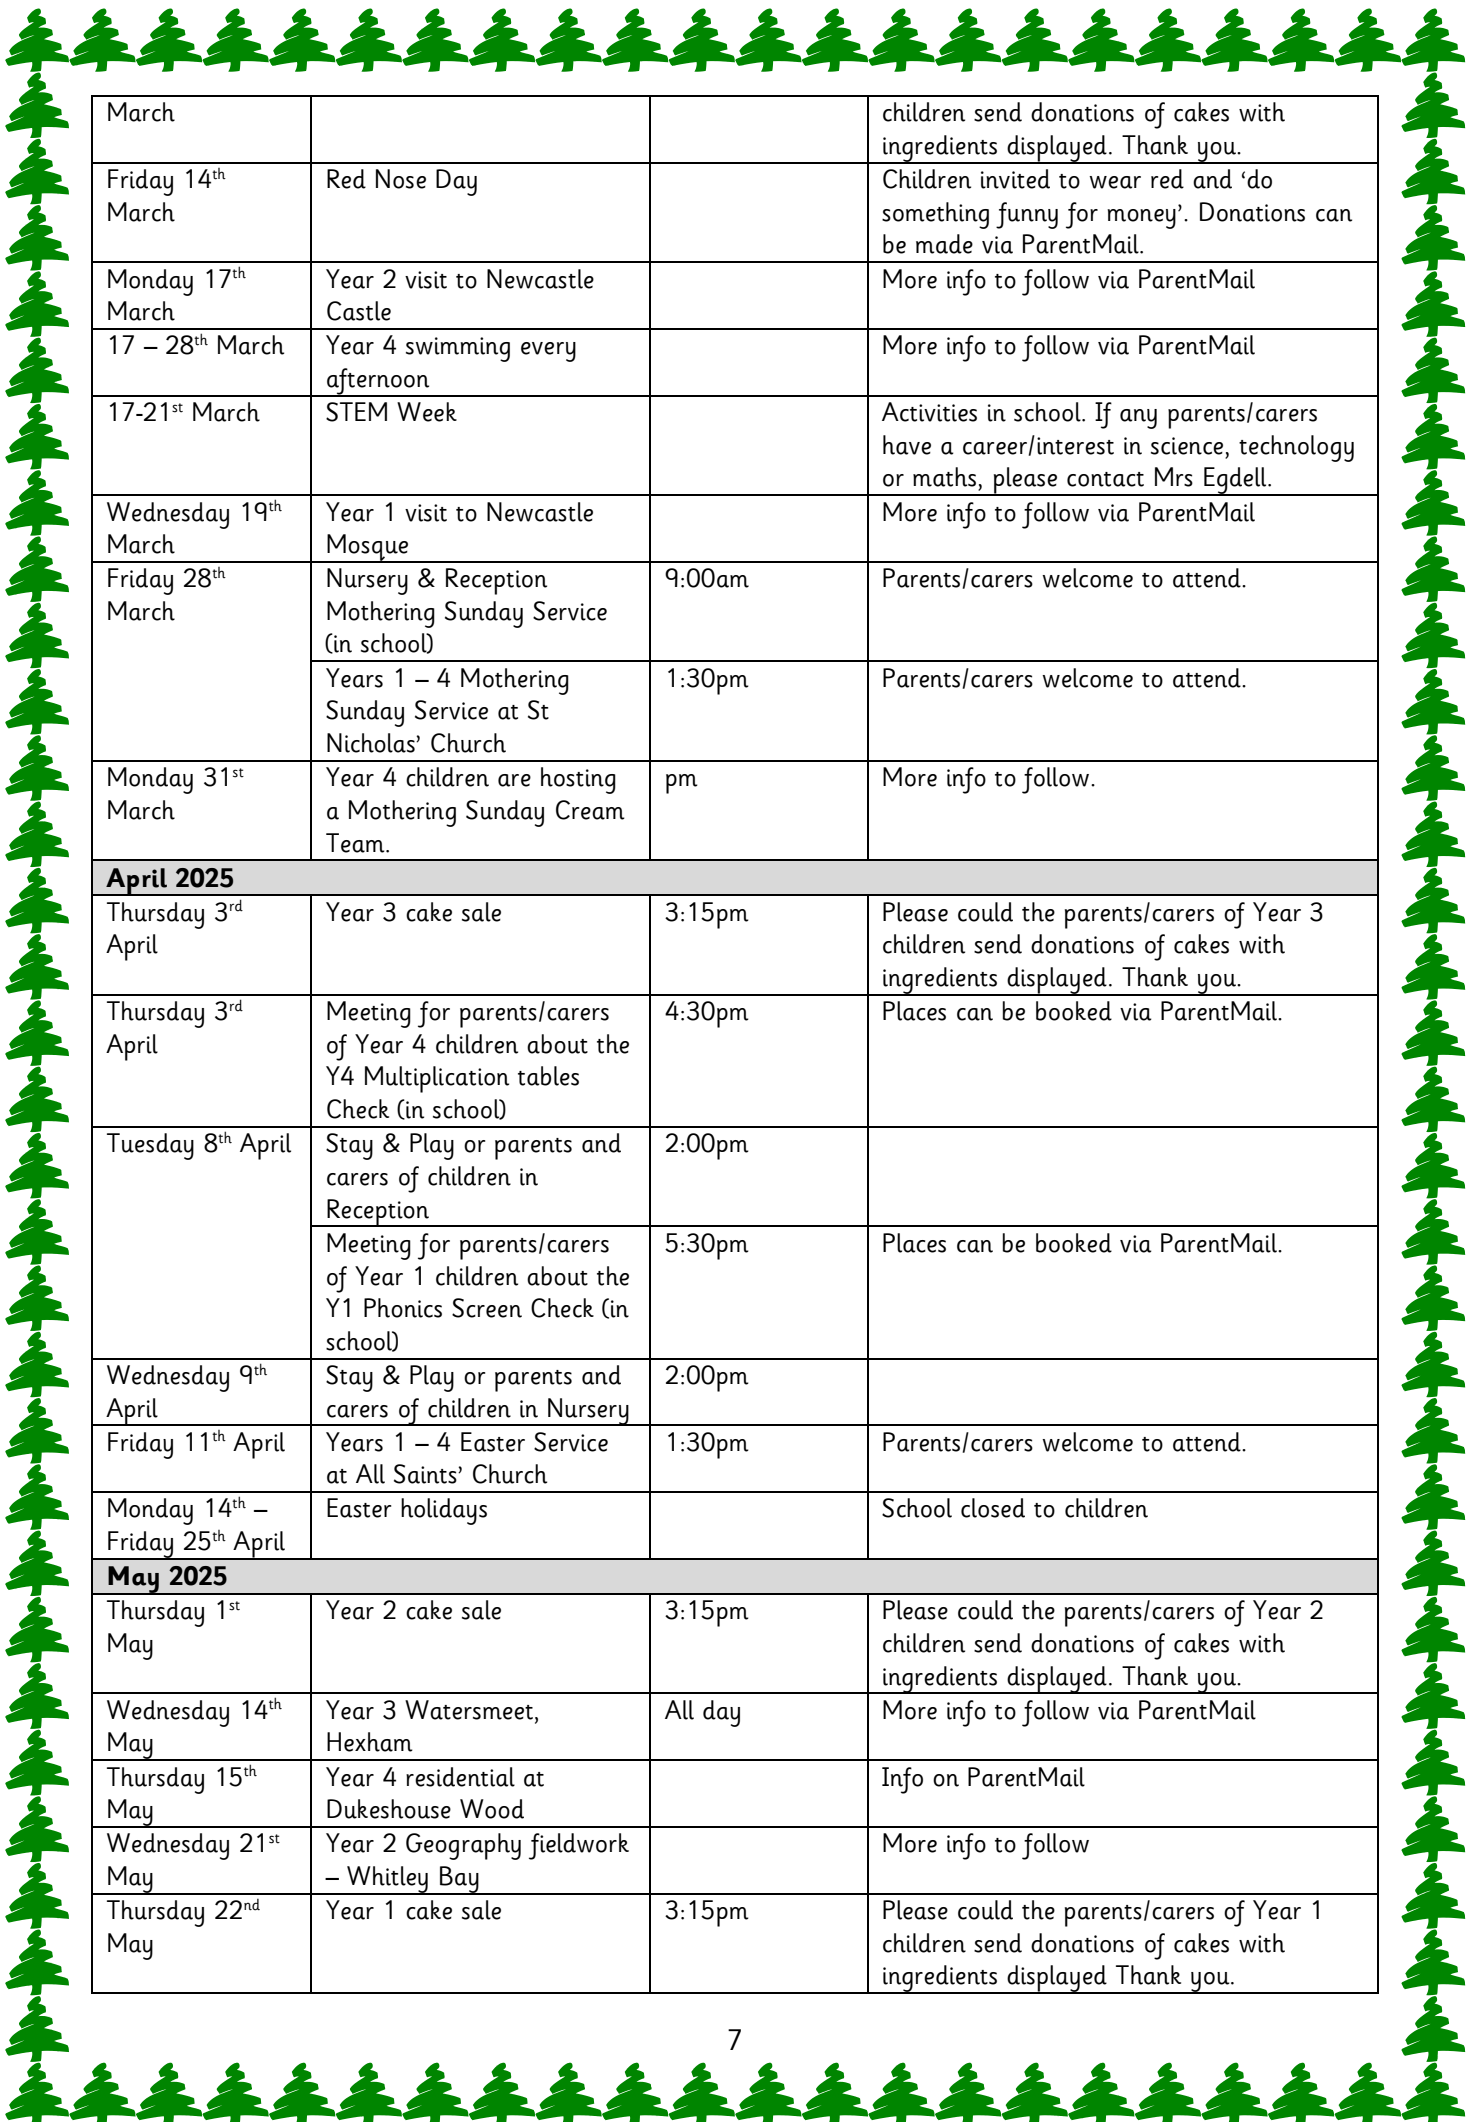 March
children send donations of cakes with
ingredients displayed. Thank you.
Friday 14th
March
Red Nose Day
Children invited to wear red and ‘do
something funny for money’. Donations can
be made via ParentMail.
Monday 17th
March
Year 2 visit to Newcastle
Castle
More info to follow via ParentMail
17 – 28th March
Year 4 swimming every
afternoon
More info to follow via ParentMail
17-21st March
STEM Week
Activities in school. If any parents/carers
have a career/interest in science, technology
or maths, please contact Mrs Egdell.
Wednesday 19th
March
Year 1 visit to Newcastle
Mosque
More info to follow via ParentMail
Friday 28th
March
Nursery & Reception
Mothering Sunday Service
(in school)
9:00am
Parents/carers welcome to attend.
Years 1 – 4 Mothering
Sunday Service at St
Nicholas’ Church
1:30pm
Parents/carers welcome to attend.
Monday 31st
March
Year 4 children are hosting
a Mothering Sunday Cream
Team.
pm
More info to follow.
April 2025
Thursday 3rd
April
Year 3 cake sale
3:15pm
Please could the parents/carers of Year 3
children send donations of cakes with
ingredients displayed. Thank you.
Thursday 3rd
April
Meeting for parents/carers
of Year 4 children about the
Y4 Multiplication tables
Check (in school)
4:30pm
Places can be booked via ParentMail.
Tuesday 8th April
Stay & Play or parents and
carers of children in
Reception
2:00pm
Meeting for parents/carers
of Year 1 children about the
Y1 Phonics Screen Check (in
school)
5:30pm
Places can be booked via ParentMail.
Wednesday 9th
April
Stay & Play or parents and
carers of children in Nursery
2:00pm
Friday 11th April
Years 1 – 4 Easter Service
at All Saints’ Church
1:30pm
Parents/carers welcome to attend.
Monday 14th –
Friday 25th April
Easter holidays
School closed to children
May 2025
Thursday 1st
May
Year 2 cake sale
3:15pm
Please could the parents/carers of Year 2
children send donations of cakes with
ingredients displayed. Thank you.
Wednesday 14th
May
Year 3 Watersmeet,
Hexham
All day
More info to follow via ParentMail
Thursday 15th
May
Year 4 residential at
Dukeshouse Wood
Info on ParentMail
Wednesday 21st
May
Year 2 Geography fieldwork
– Whitley Bay
More info to follow
Thursday 22nd
May
Year 1 cake sale
3:15pm
Please could the parents/carers of Year 1
children send donations of cakes with
ingredients displayed Thank you.
7